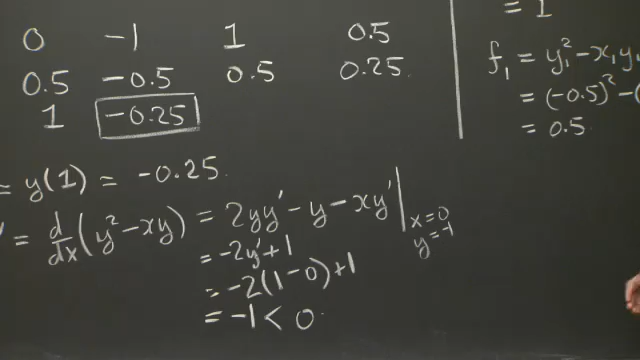 0 -1 1 0.5
0.5 -0.5 0.5 0.25
1 -0.25
= y(1) = -0.25.
' = d/dx (y² - xy) = 2yy' - y - xy' | x=0 y=-1
= -2y' + 1
= -2(1-0)+1
= -1 < 0.
= 1
f₁ = y₁² - x₁y₁
= (-0.5)² - (
= 0.5.